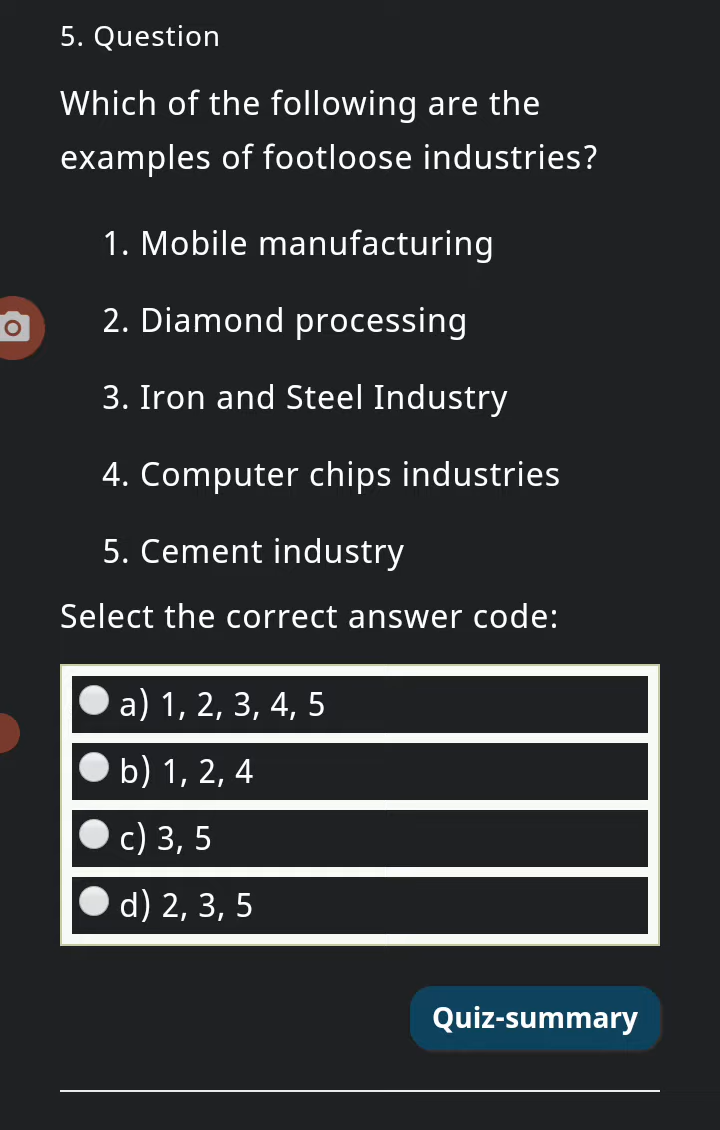 5. Question
Which of the following are the
examples of footloose industries?
1. Mobile manufacturing
2. Diamond processing
3. Iron and Steel Industry
4. Computer chips industries
5. Cement industry
Select the correct answer code:
a) 1, 2, 3, 4, 5
b) 1, 2, 4
c) 3, 5
d) 2, 3, 5
Quiz-summary